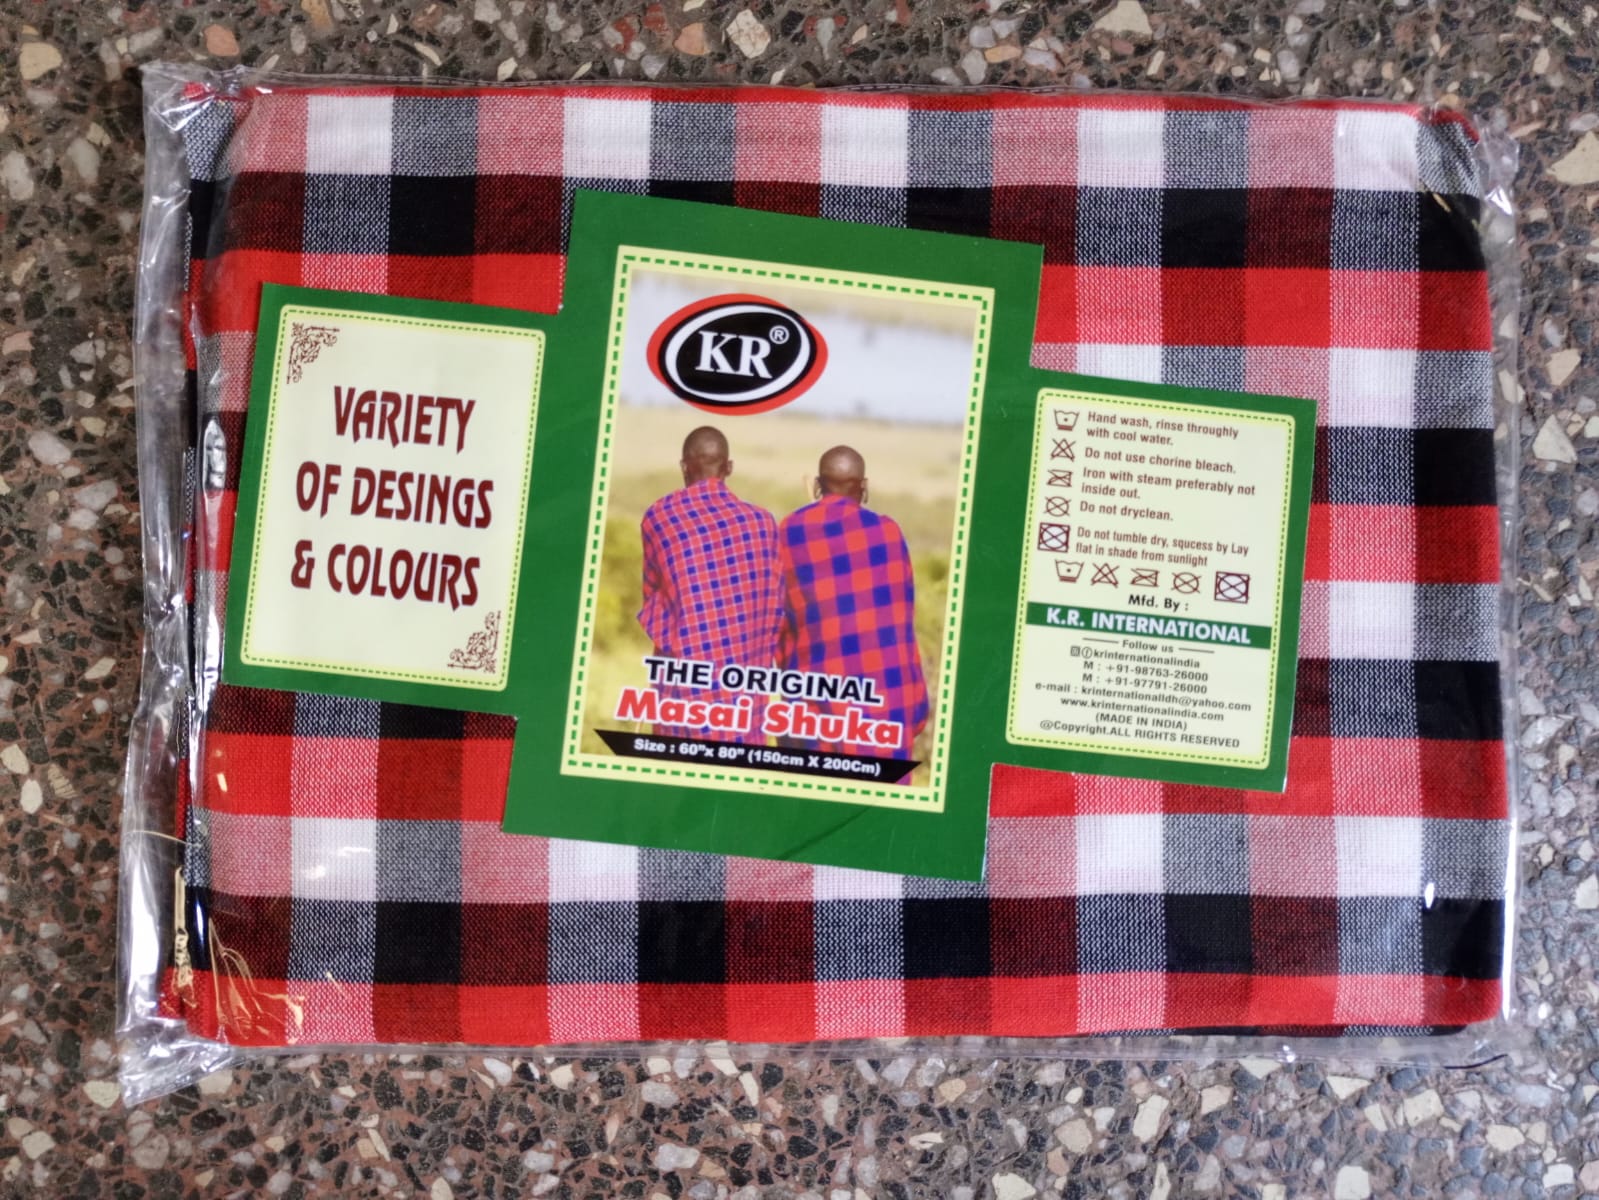 VARIETY
OF DESINGS
& COLOURS
KR®
THE ORIGINAL
Masai Shuka
Size : 60"x 80" (150cm X 200Cm)
Hand wash, rinse throughly
with cool water.
Do not use chorine bleach.
Iron with steam preferably not
inside out.
Do not dryclean.
Do not tumble dry, squcess by Lay
flat in shade from sunlight
Mfd. By :
K.R. INTERNATIONAL
Follow us
krinternationalindia
M : +91-98763-26000
M : +91-97791-26000
e-mail : krinternationalldh@yahoo.com
www.krinternationalindia.com
(MADE IN INDIA)
@Copyright.ALL RIGHTS RESERVED